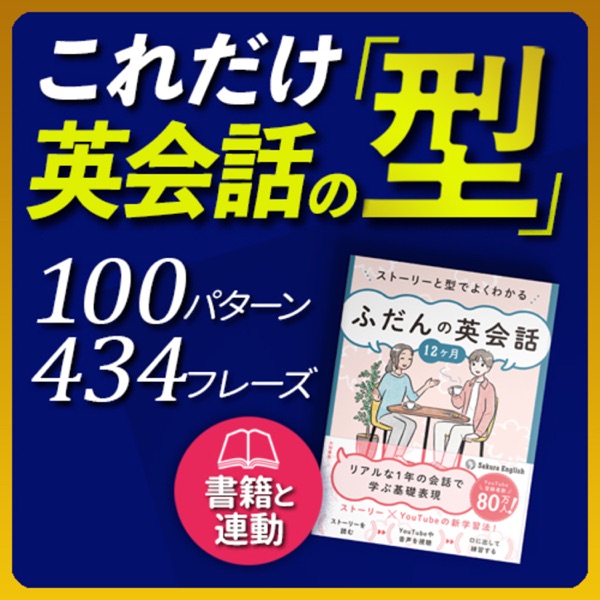 これだけ
英会話の「型」
100パターン
434フレーズ
書籍と
連動
ストーリーと型でよくわかる
ふだんの英会話
12ヶ月
Sakura English
リアルな1年の会話で
学ぶ基礎表現
YouTube
80万人!
ストーリー×YouTubeの新学習法!
ストーリーを
読む
YouTubeや
音声を視聴
口に出して
練習する